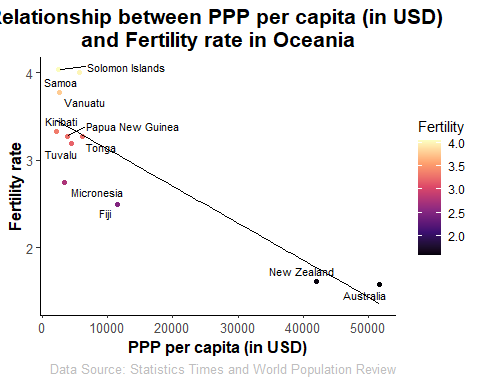 Relationship between PPP per capita (in USD)
and Fertility rate in Oceania
Fertility rate
4
3
2
Solomon Islands
Samoa
Vanuatu
Kiribati
Papua New Guinea
Tuvalu
Tonga
Micronesia
Fiji
New Zealand
Australia
Fertility
4.0
3.5
3.0
2.5
2.0
0
10000
20000
30000
40000
50000
PPP per capita (in USD)
Data Source: Statistics Times and World Population Review